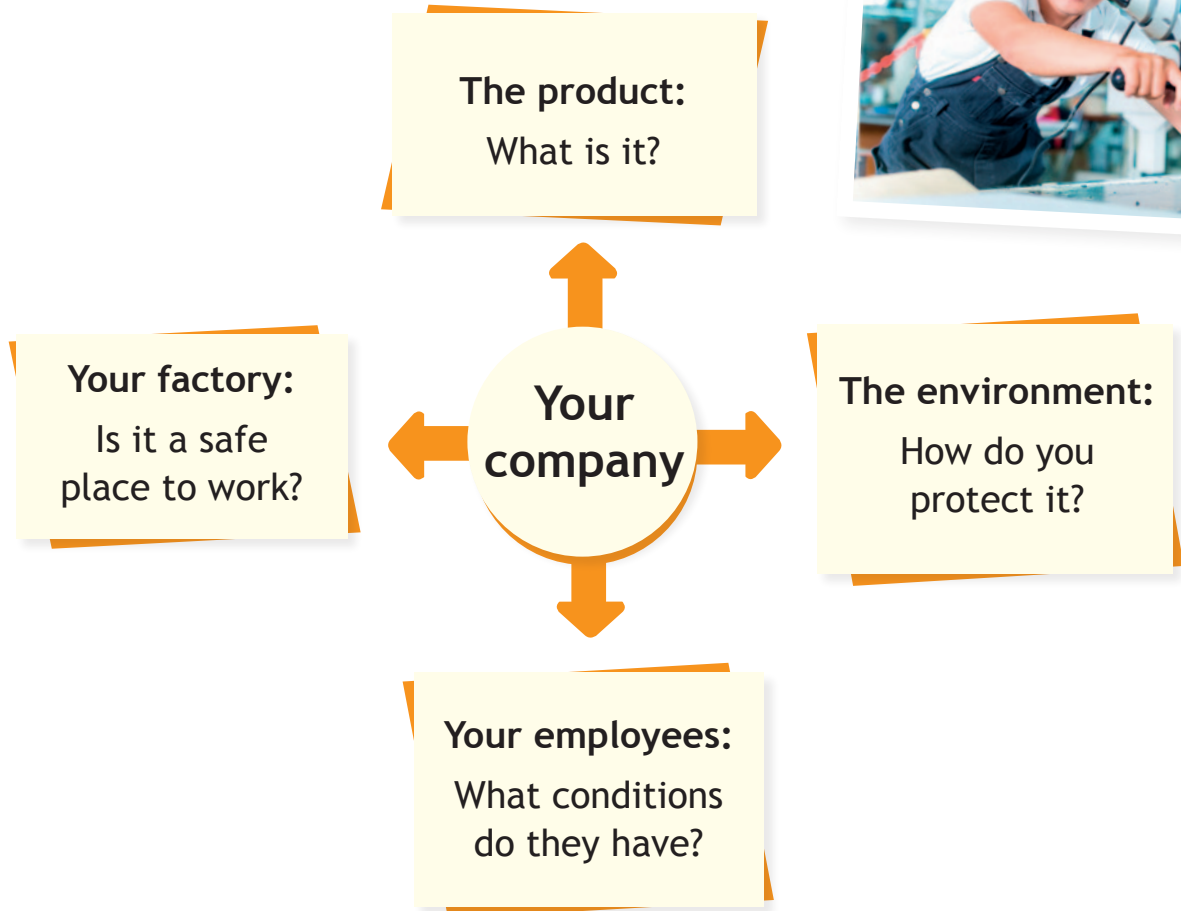 The product:
What is it?
Your factory:
Is it a safe
place to work?
Your
company
The environment:
How do you
protect it?
Your employees:
What conditions
do they have?